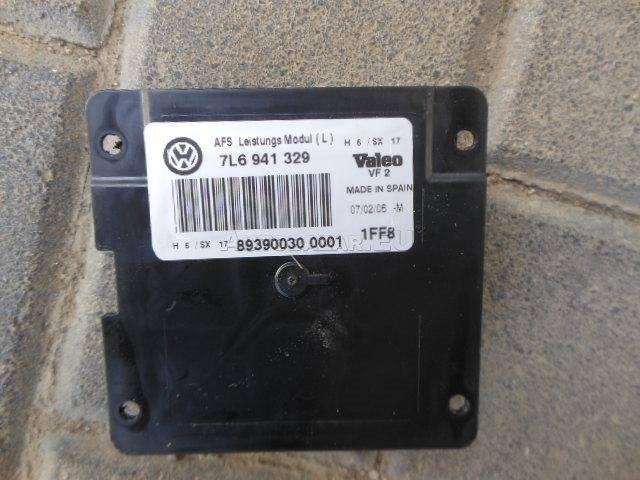 AFS Leistungs Modul ( L )
H 6 / SX 17
7L6 941 329
Valeo
VF 2
MADE IN SPAIN
07/02/06 -M
H 6 / SX 17
89390030 0001
1FF8